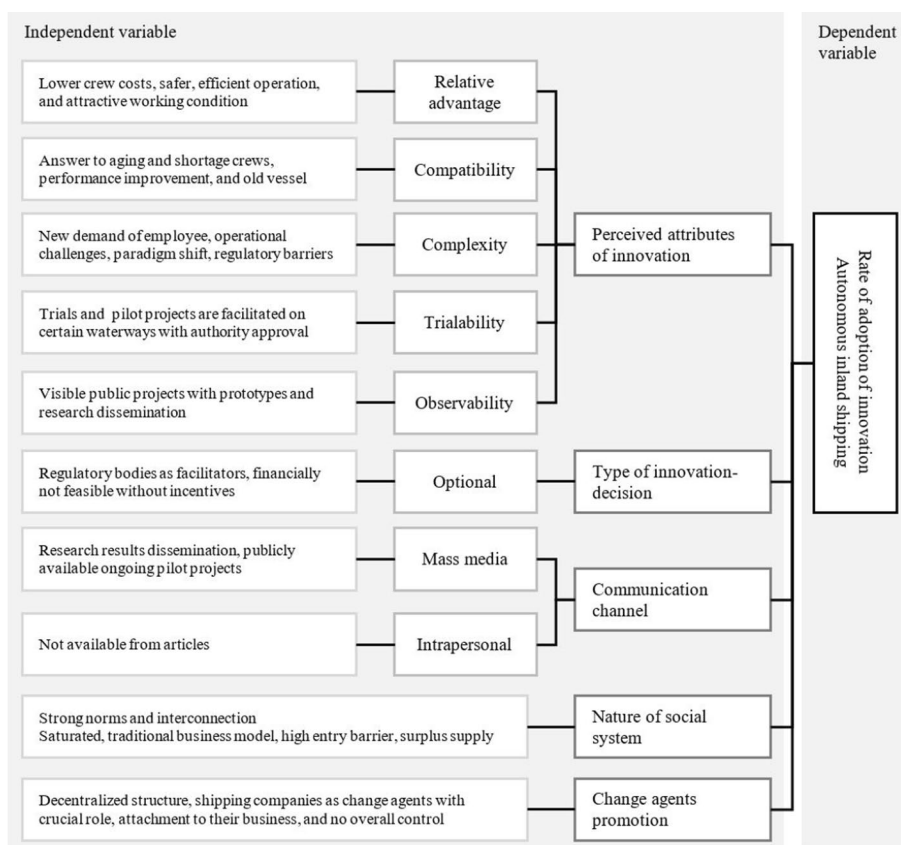 Independent variable
Dependent
variable
Lower crew costs, safer, efficient operation,
and attractive working condition
Relative
advantage
Answer to aging and shortage crews,
performance improvement, and old vessel
Compatibility
New demand of employee, operational
challenges, paradigm shift, regulatory barriers
Complexity
Perceived attributes
of innovation
Trials and pilot projects are facilitated on
certain waterways with authority approval
Trialability
Visible public projects with prototypes and
research dissemination
Observability
Rate of adoption of innovation
Autonomous inland shipping
Regulatory bodies as facilitators, financially
not feasible without incentives
Optional
Type of innovation-
decision
Research results dissemination, publicly
available ongoing pilot projects
Mass media
Communication
channel
Not available from articles
Intrapersonal
Strong norms and interconnection
Saturated, traditional business model, high entry barrier, surplus supply
Nature of social
system
Decentralized structure, shipping companies as change agents with
crucial role, attachment to their business, and no overall control
Change agents
promotion